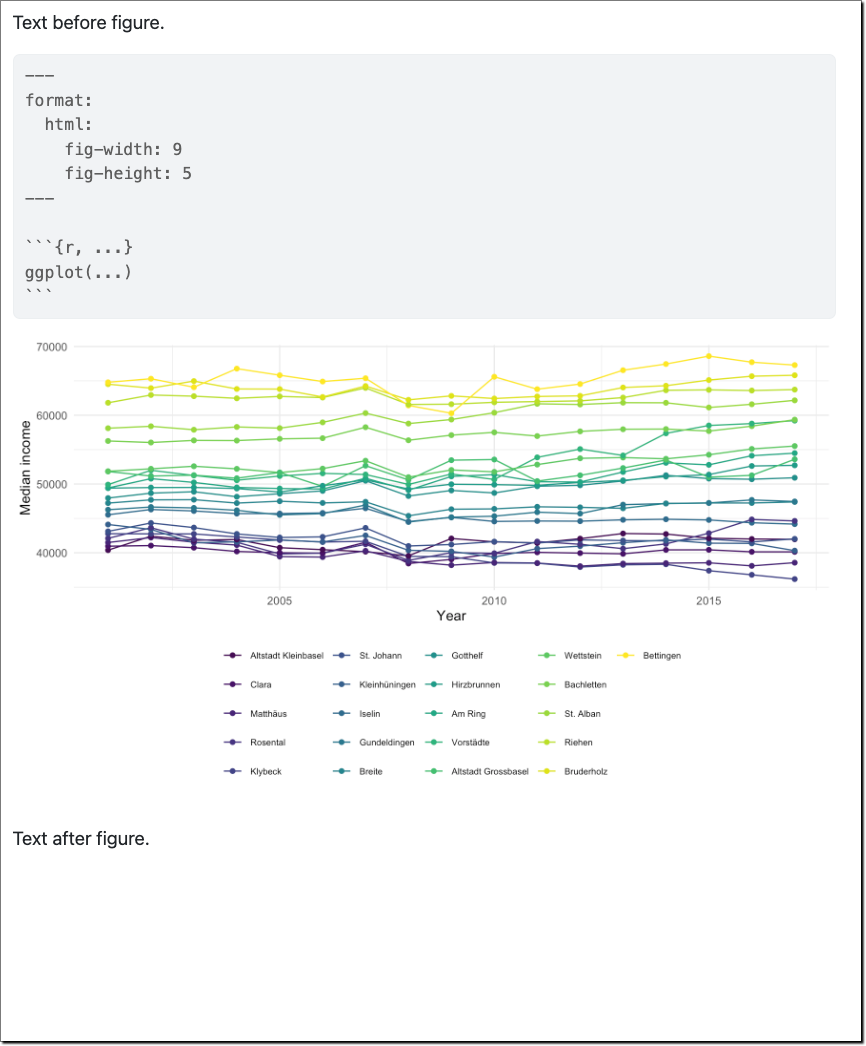 Text before figure.
---
format:
  html:
    fig-width: 9
    fig-height: 5
---
```{r, ...}
ggplot(...)
```
70000
60000
50000
40000
Median income
2005 2010 2015
Year
Altstadt Kleinbasel St. Johann Gotthelf Wettstein Bettingen
Clara Kleinhüningen Hirzbrunnen Bachletten
Matthäus Iselin Am Ring St. Alban
Rosental Gundeldingen Vorstädte Riehen
Klybeck Breite Altstadt Grossbasel Bruderholz
Text after figure.